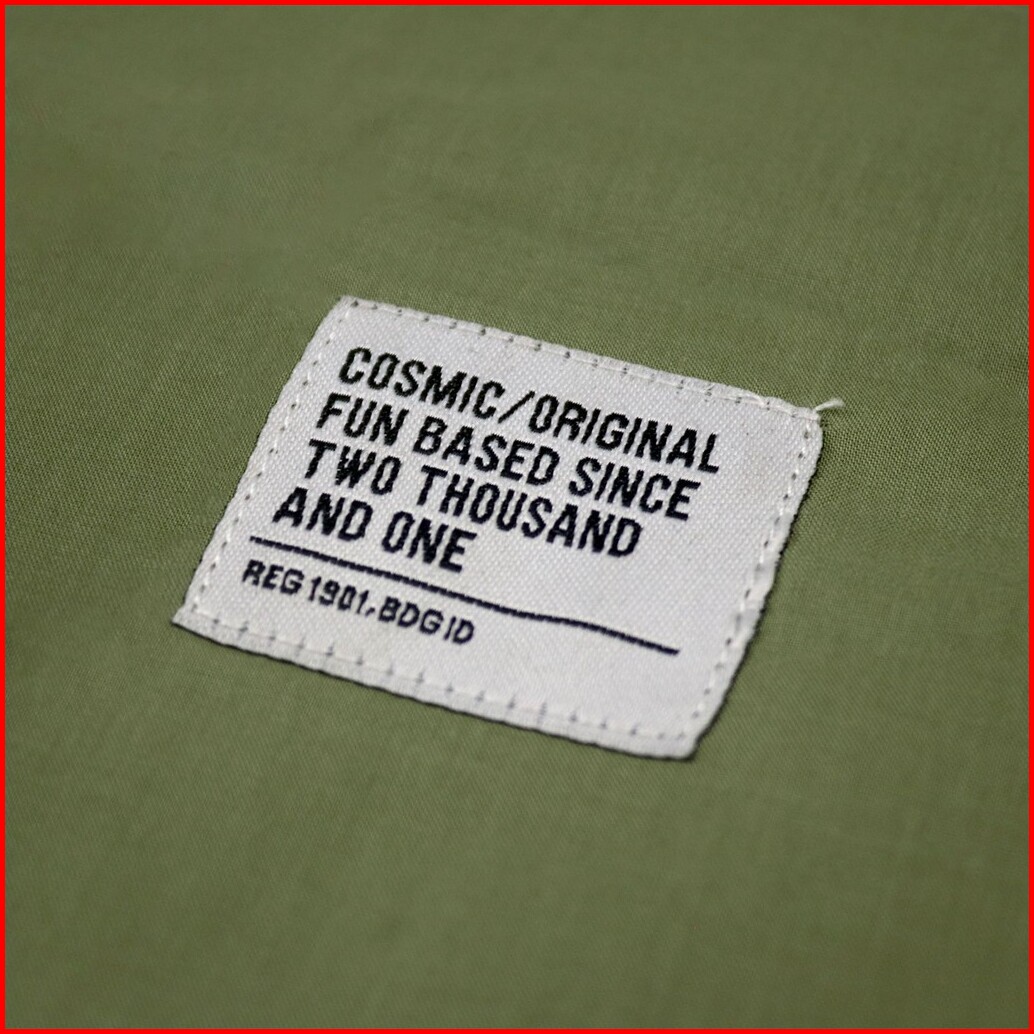 COSMIC/ORIGINAL
FUN BASED SINCE
TWO THOUSAND
AND ONE
REG 1901, BDG ID